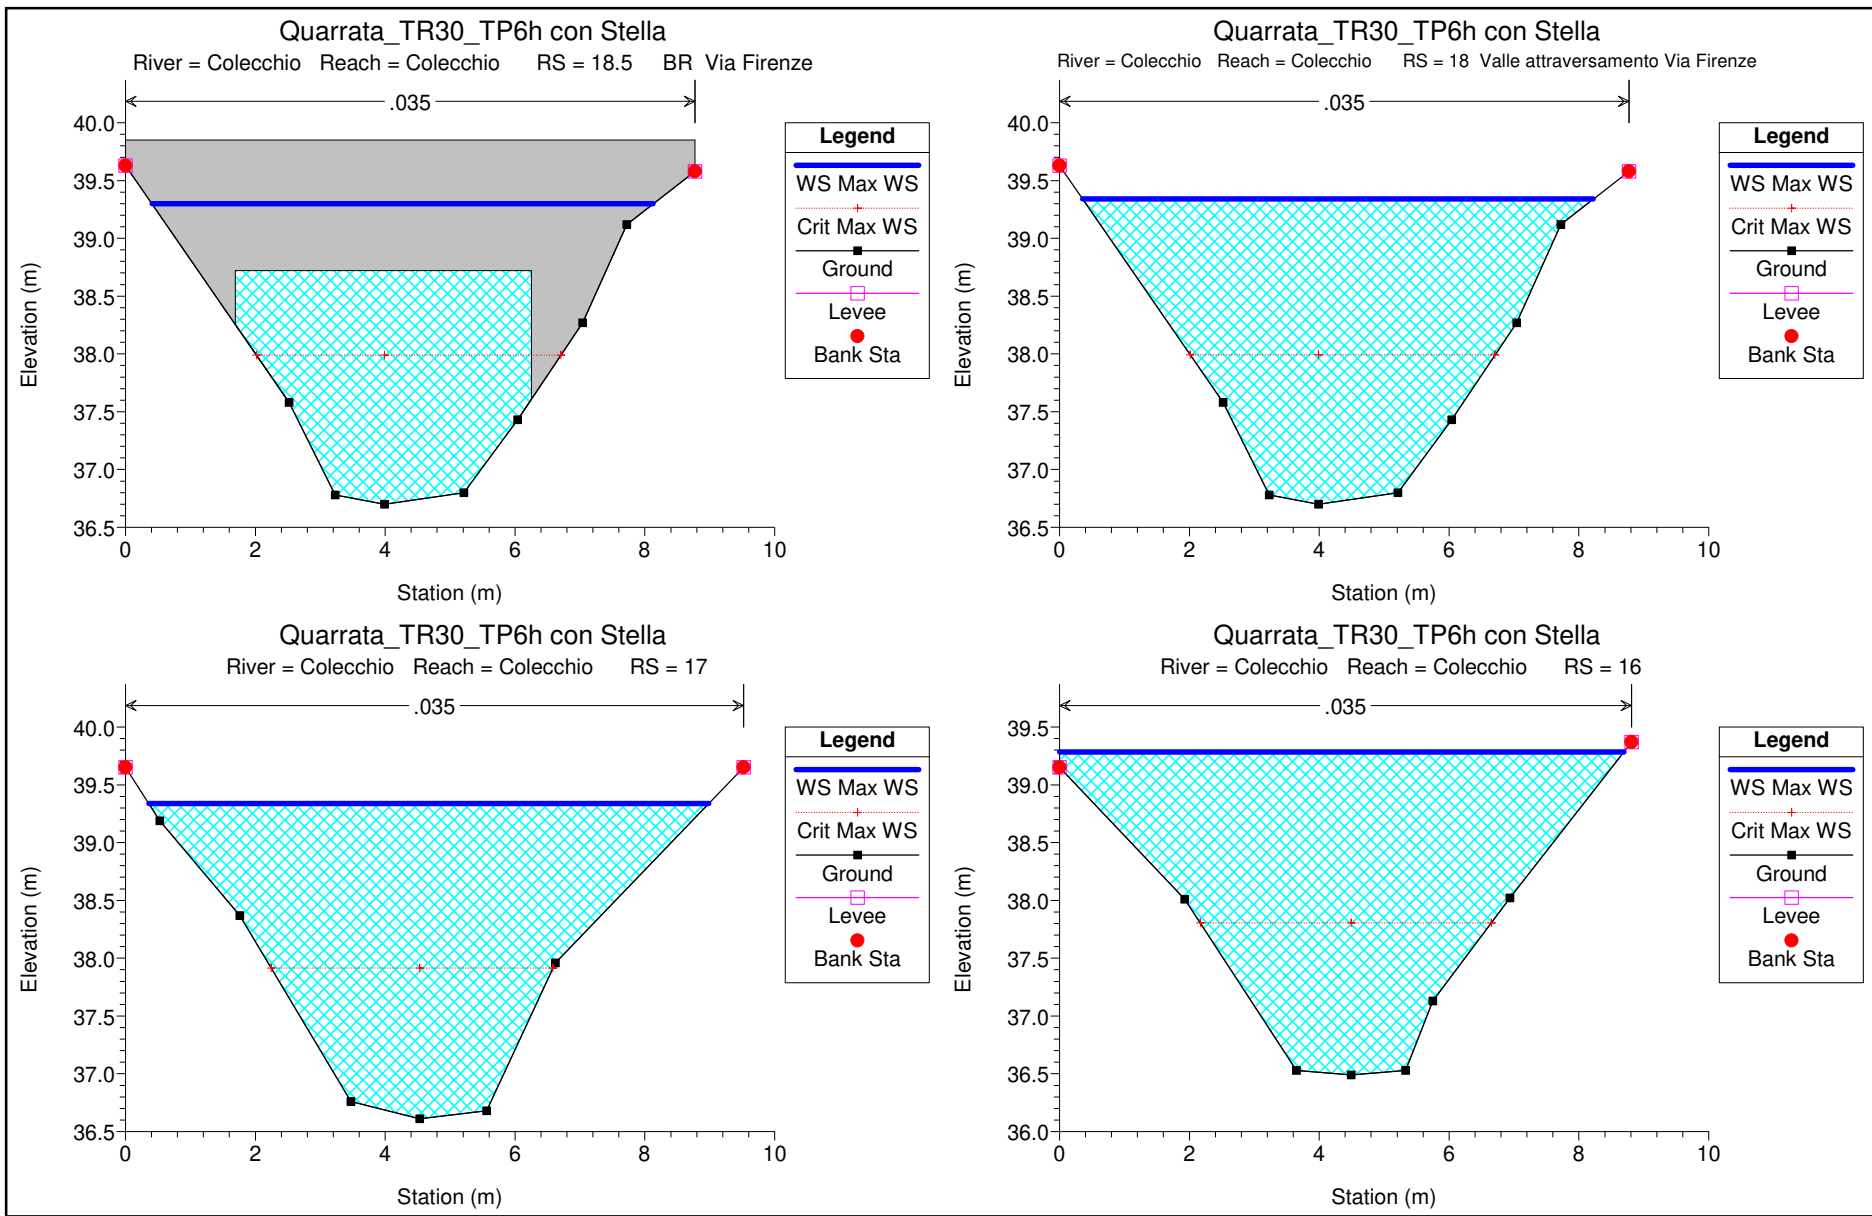 Quarrata_TR30_TP6h con Stella
River = Colecchio Reach = Colecchio RS = 18.5 BR Via Firenze
.035
40.0
39.5
39.0
38.5
38.0
37.5
37.0
36.5
Elevation (m)
0 2 4 6 8 10
Station (m)
Legend
WS Max WS
Crit Max WS
Ground
Levee
Bank Sta
Quarrata_TR30_TP6h con Stella
River = Colecchio Reach = Colecchio RS = 18 Valle attraversamento Via Firenze
.035
40.0
39.5
39.0
38.5
38.0
37.5
37.0
36.5
Elevation (m)
0 2 4 6 8 10
Station (m)
Legend
WS Max WS
Crit Max WS
Ground
Levee
Bank Sta
Quarrata_TR30_TP6h con Stella
River = Colecchio Reach = Colecchio RS = 17
.035
40.0
39.5
39.0
38.5
38.0
37.5
37.0
36.5
Elevation (m)
0 2 4 6 8 10
Station (m)
Legend
WS Max WS
Crit Max WS
Ground
Levee
Bank Sta
Quarrata_TR30_TP6h con Stella
River = Colecchio Reach = Colecchio RS = 16
.035
39.5
39.0
38.5
38.0
37.5
37.0
36.5
36.0
Elevation (m)
0 2 4 6 8 10
Station (m)
Legend
WS Max WS
Crit Max WS
Ground
Levee
Bank Sta